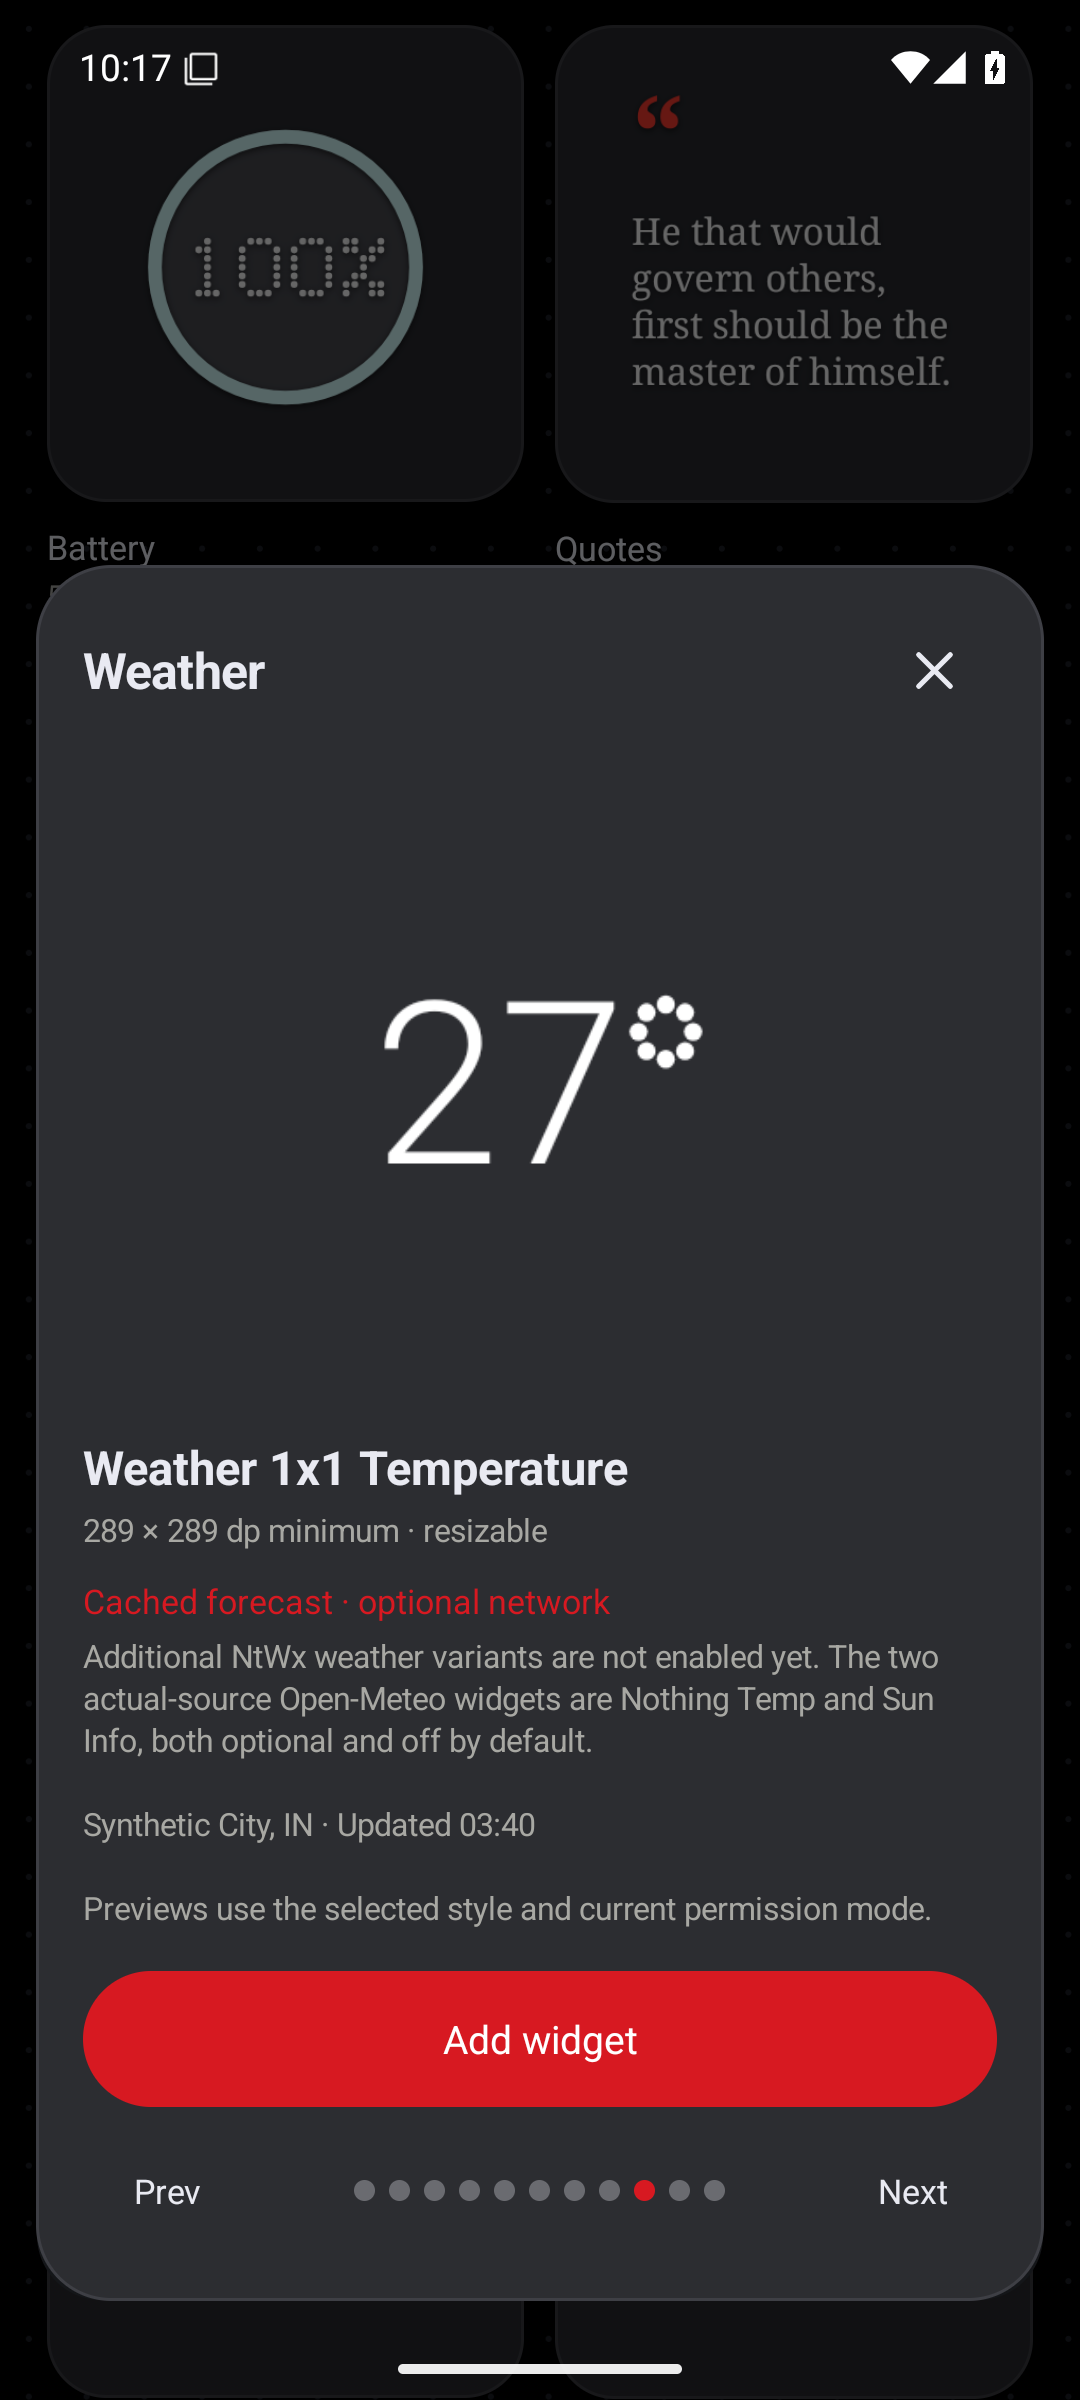 10:17
100%
“
He that would
govern others,
first should be the
master of himself.
Battery
Quotes
Weather
27°
Weather 1x1 Temperature
289 × 289 dp minimum · resizable
Cached forecast · optional network
Additional NtWx weather variants are not enabled yet. The two
actual-source Open-Meteo widgets are Nothing Temp and Sun
Info, both optional and off by default.
Synthetic City, IN · Updated 03:40
Previews use the selected style and current permission mode.
Add widget
Prev
Next